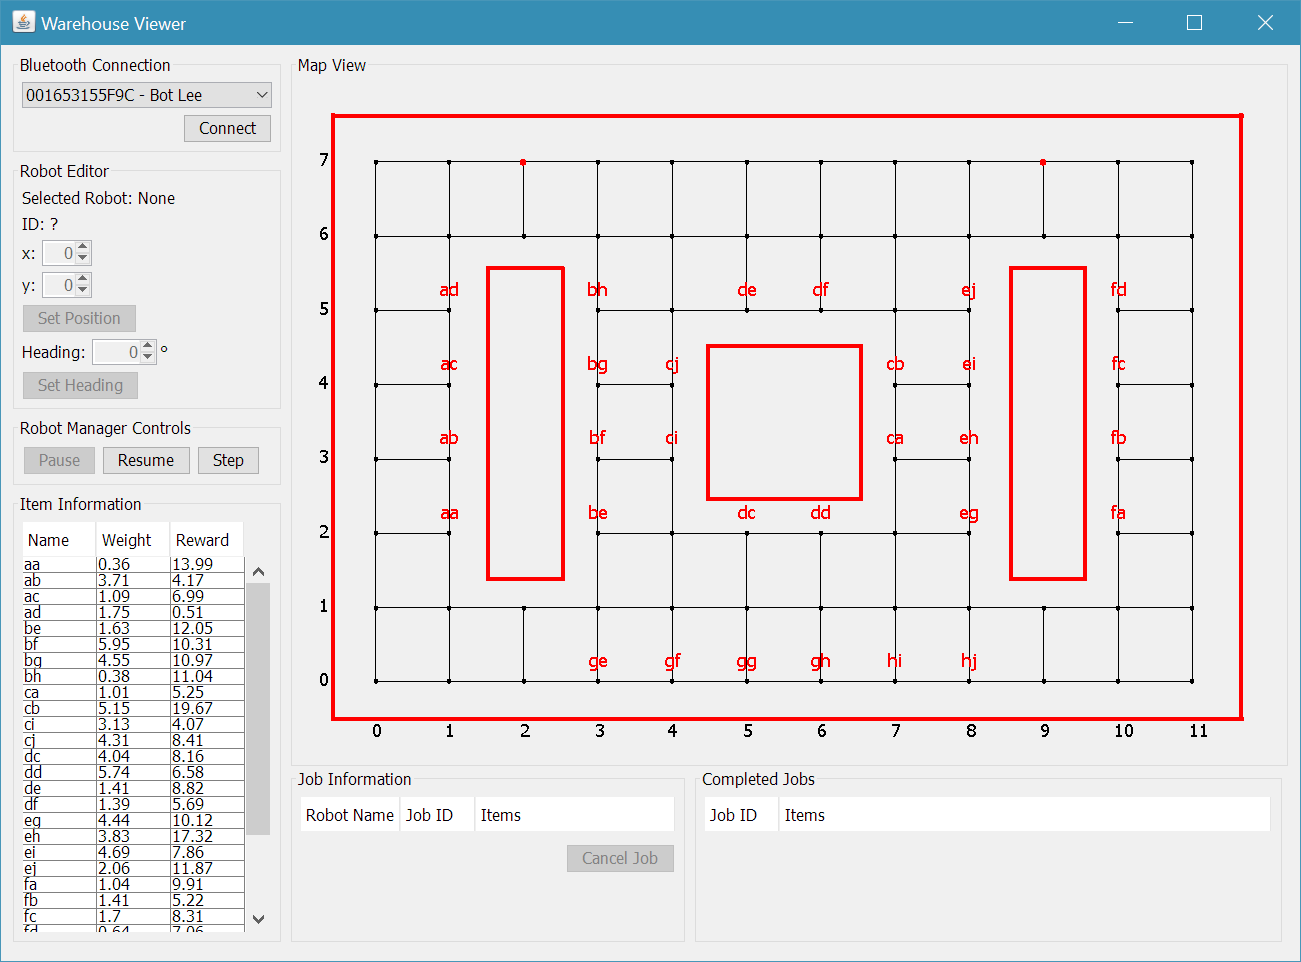 Warehouse Viewer
Bluetooth Connection
001653155F9C - Bot Lee
Connect
Robot Editor
Selected Robot: None
ID: ?
x: 0
y: 0
Set Position
Heading: 0 °
Set Heading
Robot Manager Controls
Pause Resume Step
Item Information
Name Weight Reward
aa 0.36 13.99
ab 3.71 4.17
ac 1.09 6.99
ad 1.75 0.51
be 1.63 12.05
bf 5.95 10.31
bg 4.55 10.97
bh 0.38 11.04
ca 1.01 5.25
cb 5.15 19.67
ci 3.13 4.07
cj 4.31 8.41
dc 4.04 8.16
dd 5.74 6.58
de 1.41 8.82
df 1.39 5.69
eg 4.44 10.12
eh 3.83 17.32
ei 4.69 7.86
ej 2.06 11.87
fa 1.04 9.91
fb 1.41 5.22
fc 1.7 8.31
fd 0.64 7.06
Map View
7
6
ad bh de df ej fd
5
ac bg cj cb ei fc
4
ab bf ci ca eh fb
3
aa be dc dd eg fa
2
1
ge gf gg gh hi hj
0
0 1 2 3 4 5 6 7 8 9 10 11
Job Information
Robot Name Job ID Items
Cancel Job
Completed Jobs
Job ID Items